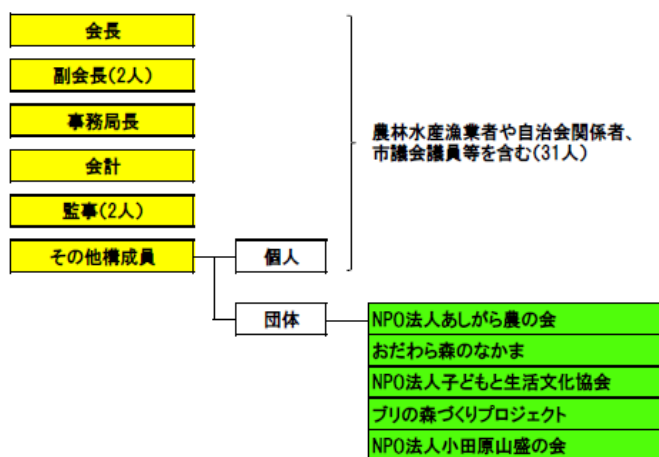 会長
副会長(2人)
事務局長
会計
監事(2人)
その他構成員
個人
農林水産漁業者や自治会関係者、
市議会議員等を含む(31人)
団体
NPO法人あしがら農の会
おだわら森のなかま
NPO法人子どもと生活文化協会
ブリの森づくりプロジェクト
NPO法人小田原山盛の会